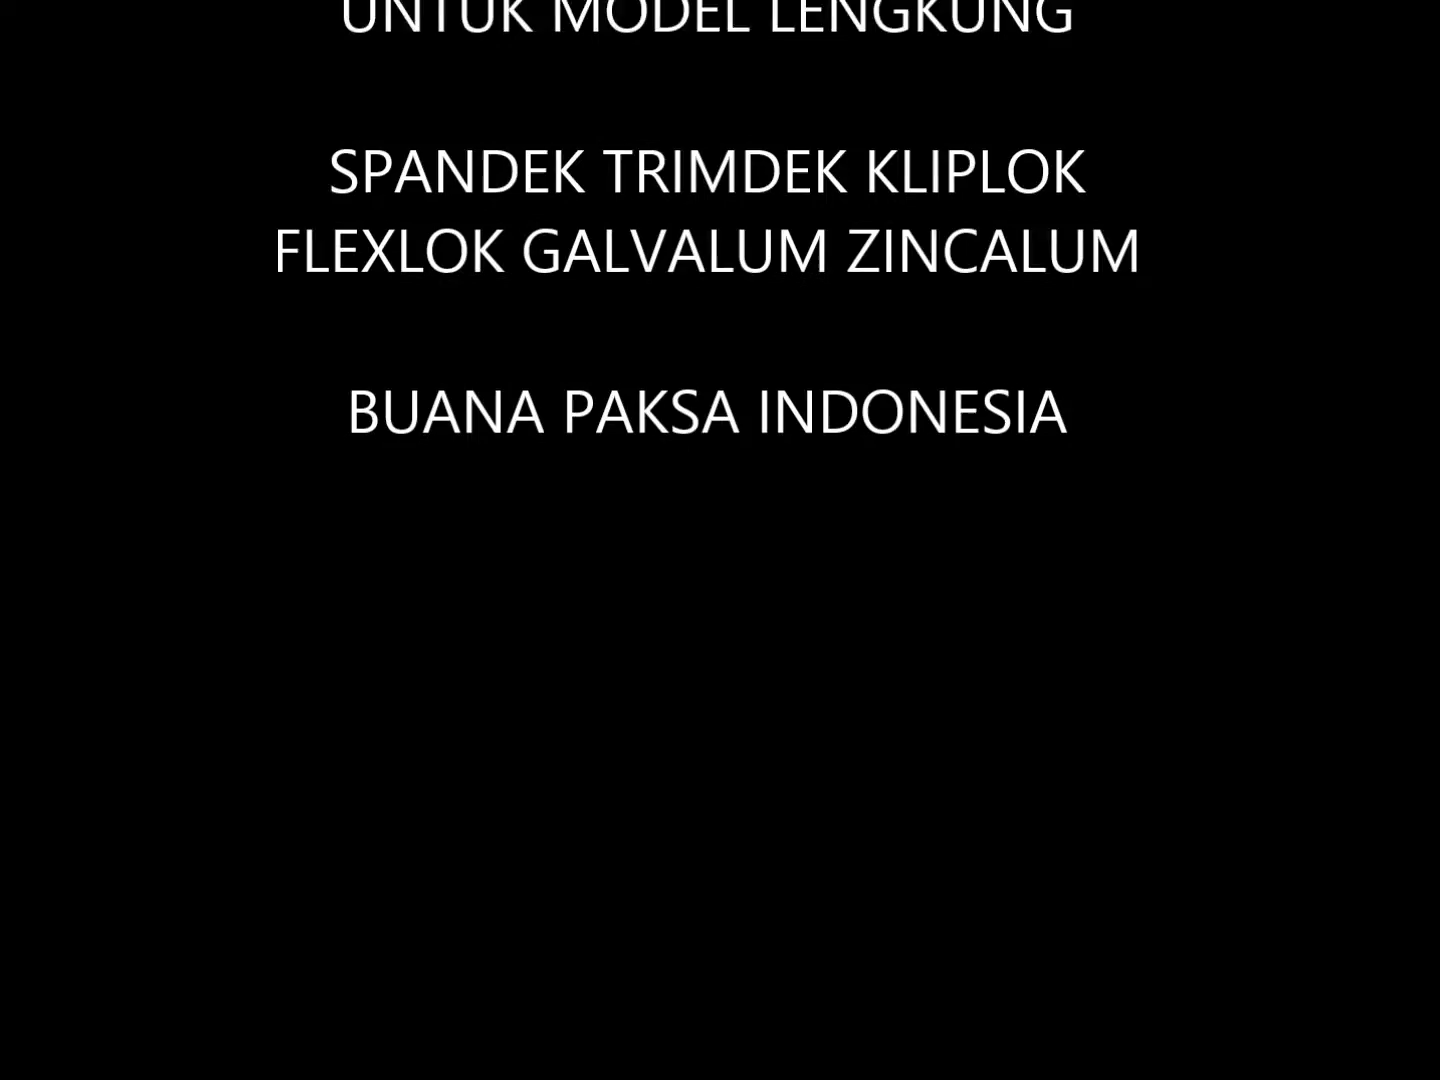 UNTUK MODEL LENGKUNG
SPANDEK TRIMDEK KLIPLOK
FLEXLOK GALVALUM ZINCALUM
BUANA PAKSA INDONESIA